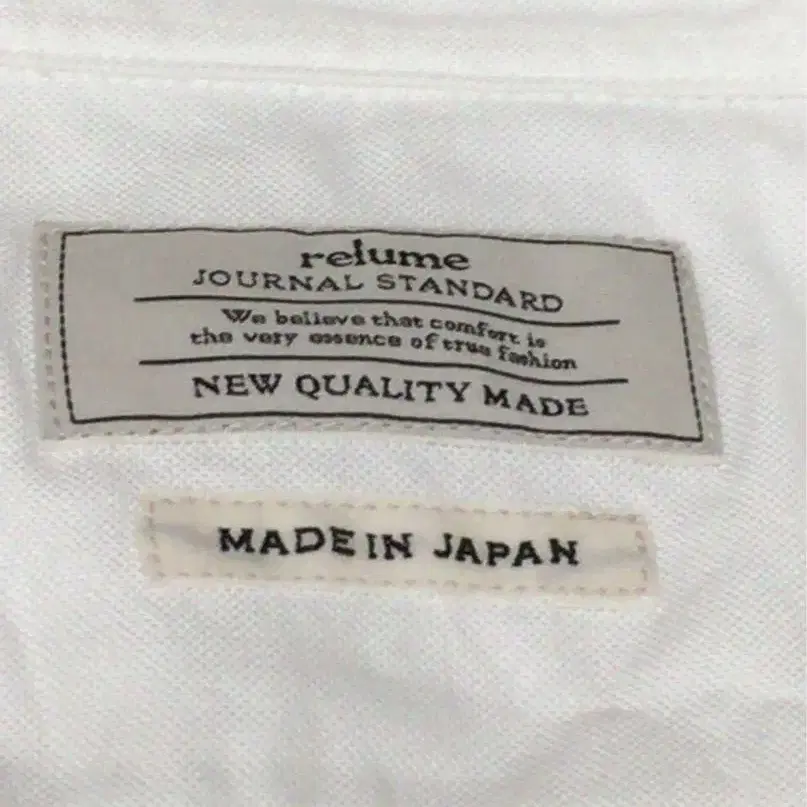 relume
JOURNAL STANDARD
We believe that comfort is
the very essence of true fashion
NEW QUALITY MADE
MADE IN JAPAN